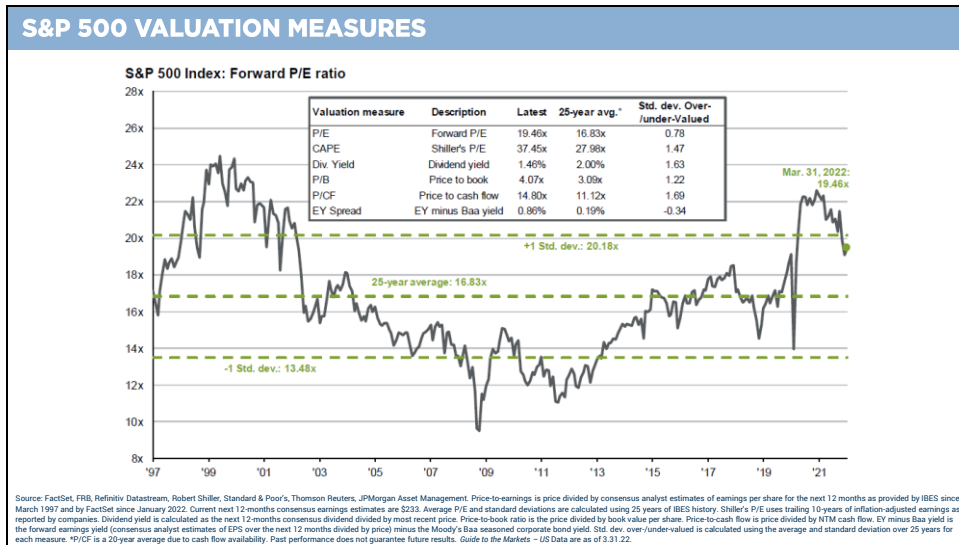 S&P 500 VALUATION MEASURES
S&P 500 Index: Forward P/E ratio
28x
26x
24x
22x
20x
18x
16x
14x
12x
10x
8x
Valuation measure Description Latest 25-year avg.* Std. dev. Over-
/under-Valued
P/E Forward P/E 19.46x 16.83x 0.78
CAPE Shiller's P/E 37.45x 27.98x 1.47
Div. Yield Dividend yield 1.46% 2.00% 1.63
P/B Price to book 4.07x 3.09x 1.22
P/CF Price to cash flow 14.80x 11.12x 1.69
EY Spread EY minus Baa yield 0.86% 0.19% -0.34
Mar. 31, 2022:
19.46x
+1 Std. dev.: 20.18x
25-year average: 16.83x
-1 Std. dev.: 13.48x
'97 '99 '01 '03 '05 '07 '09 '11 '13 '15 '17 '19 '21
Source: FactSet, FRB, Refinitiv Datastream, Robert Shiller, Standard & Poor's, Thomson Reuters, JPMorgan Asset Management. Price-to-earnings is price divided by consensus analyst estimates of earnings per share for the next 12 months as provided by IBES since
March 1997 and by FactSet since January 2022. Current next 12-months consensus earnings estimates are $233. Average P/E and standard deviations are calculated using 25 years of IBES history. Shiller's P/E uses trailing 10-years of inflation-adjusted earnings as
reported by companies. Dividend yield is calculated as the next 12-months consensus dividend divided by most recent price. Price-to-book ratio is the price divided by book value per share. Price-to-cash flow is price divided by NTM cash flow. EY minus Baa yield is
the forward earnings yield (consensus analyst estimates of EPS over the next 12 months divided by price) minus the Moody's Baa seasoned corporate bond yield. Std. dev. over/under-valued is calculated using the average and standard deviation over 25 years for
each measure. *P/CF is a 20-year average due to cash flow availability. Past performance does not guarantee future results. Guide to the Markets – US Data are as of 3.31.22.